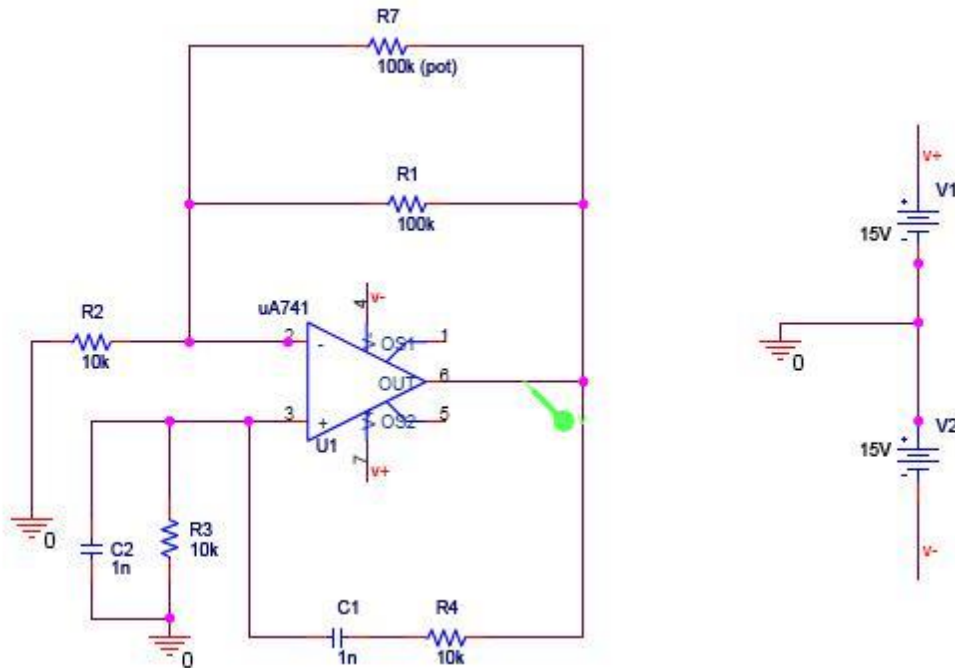 R7
100k (pot)
R1
100k
R2
10k
uA741
4
v-
2
-
OS1
1
OUT
6
3
+
OS2
5
U1
7
v+
0
C2
1n
R3
10k
0
C1
1n
R4
10k
v+
V1
+
15V
-
0
V2
+
15V
-
v-